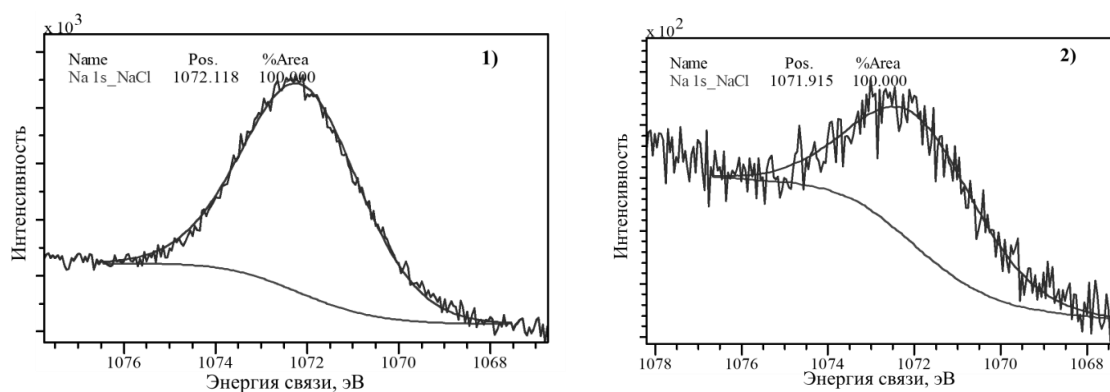 x 10³
1)
Name Pos. %Area
Na 1s_NaCl 1072.118 100.000
Интенсивность
1076 1074 1072 1070 1068
Энергия связи, эВ
x 10²
2)
Name Pos. %Area
Na 1s_NaCl 1071.915 100.000
Интенсивность
1078 1076 1074 1072 1070 1068
Энергия связи, эВ